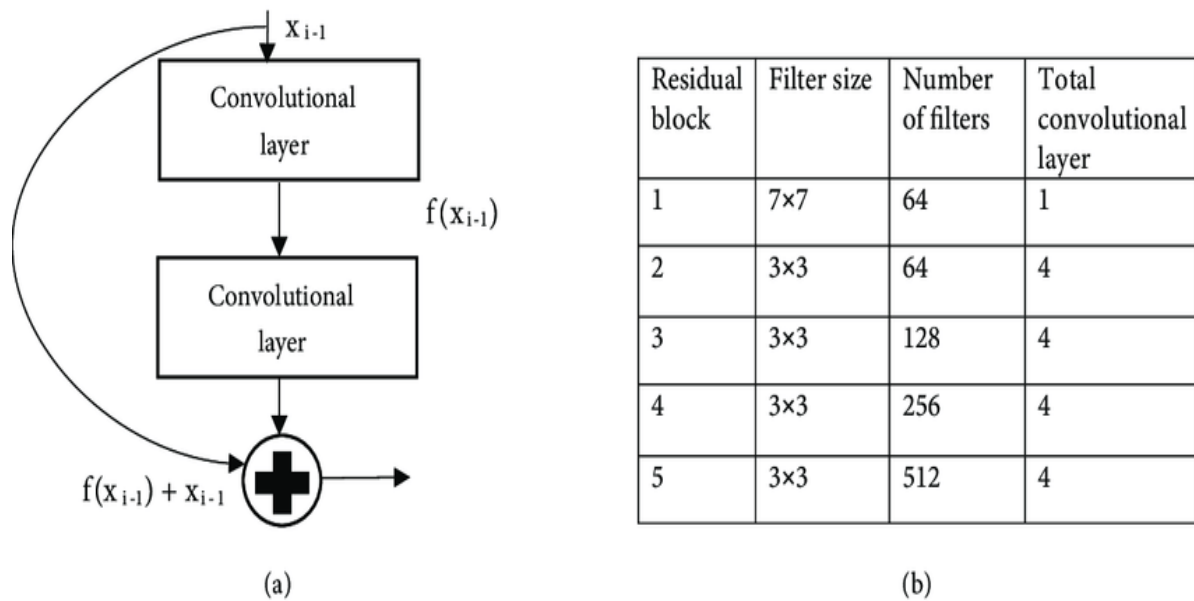 x i-1
Convolutional
layer
f(x i-1)
Convolutional
layer
f(x i-1) + x i-1
(a)
Residual block Filter size Number of filters Total convolutional layer
1 7×7 64 1
2 3×3 64 4
3 3×3 128 4
4 3×3 256 4
5 3×3 512 4
(b)